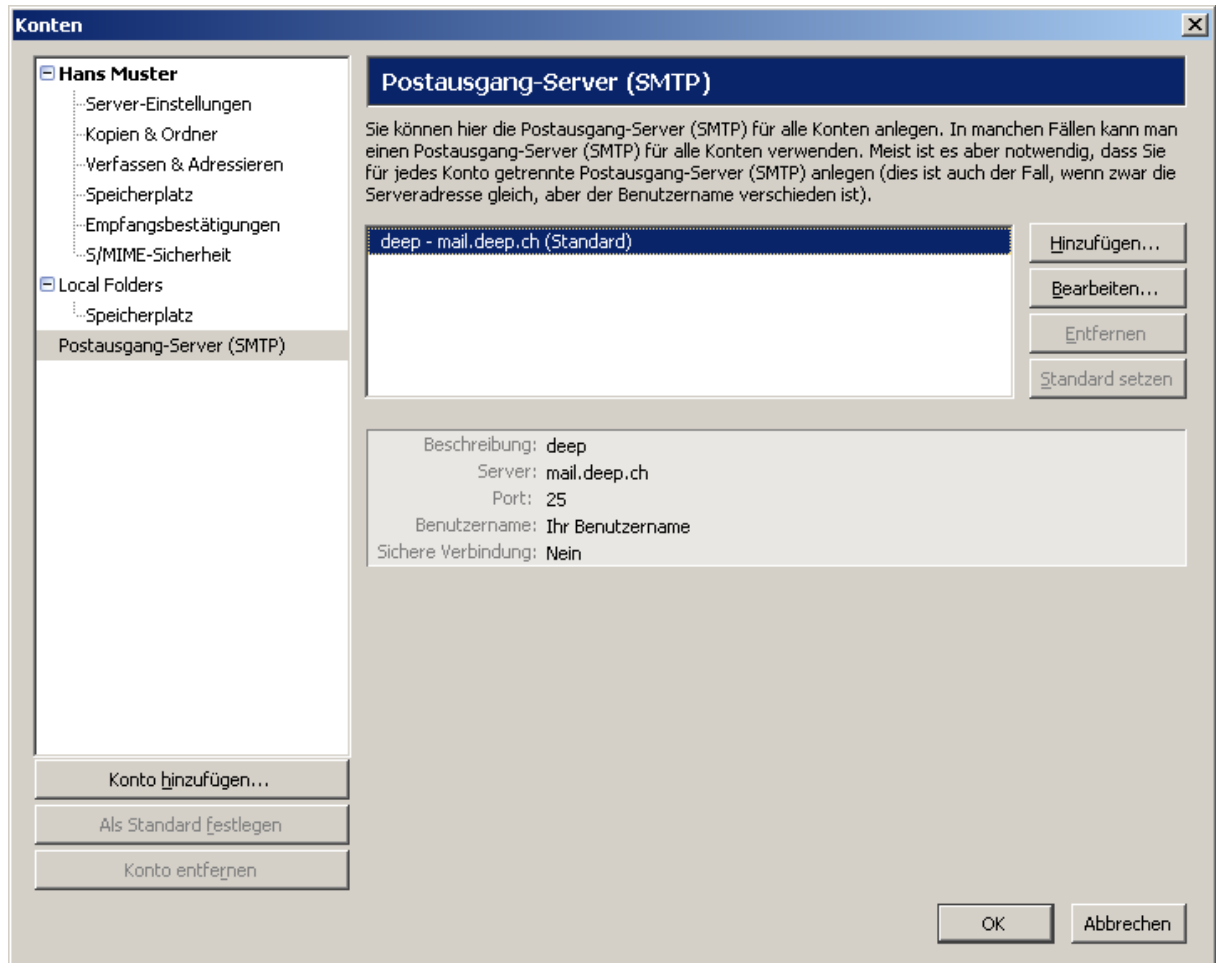 Konten
Hans Muster
Server-Einstellungen
Kopien & Ordner
Verfassen & Adressieren
Speicherplatz
Empfangsbestätigungen
S/MIME-Sicherheit
Local Folders
Speicherplatz
Postausgang-Server (SMTP)
Konto hinzufügen...
Als Standard festlegen
Konto entfernen
Postausgang-Server (SMTP)
Sie können hier die Postausgang-Server (SMTP) für alle Konten anlegen. In manchen Fällen kann man
einen Postausgang-Server (SMTP) für alle Konten verwenden. Meist ist es aber notwendig, dass Sie
für jedes Konto getrennte Postausgang-Server (SMTP) anlegen (dies ist auch der Fall, wenn zwar die
Serveradresse gleich, aber der Benutzername verschieden ist).
deep - mail.deep.ch (Standard)
Hinzufügen...
Bearbeiten...
Entfernen
Standard setzen
Beschreibung: deep
Server: mail.deep.ch
Port: 25
Benutzername: Ihr Benutzername
Sichere Verbindung: Nein
OK
Abbrechen